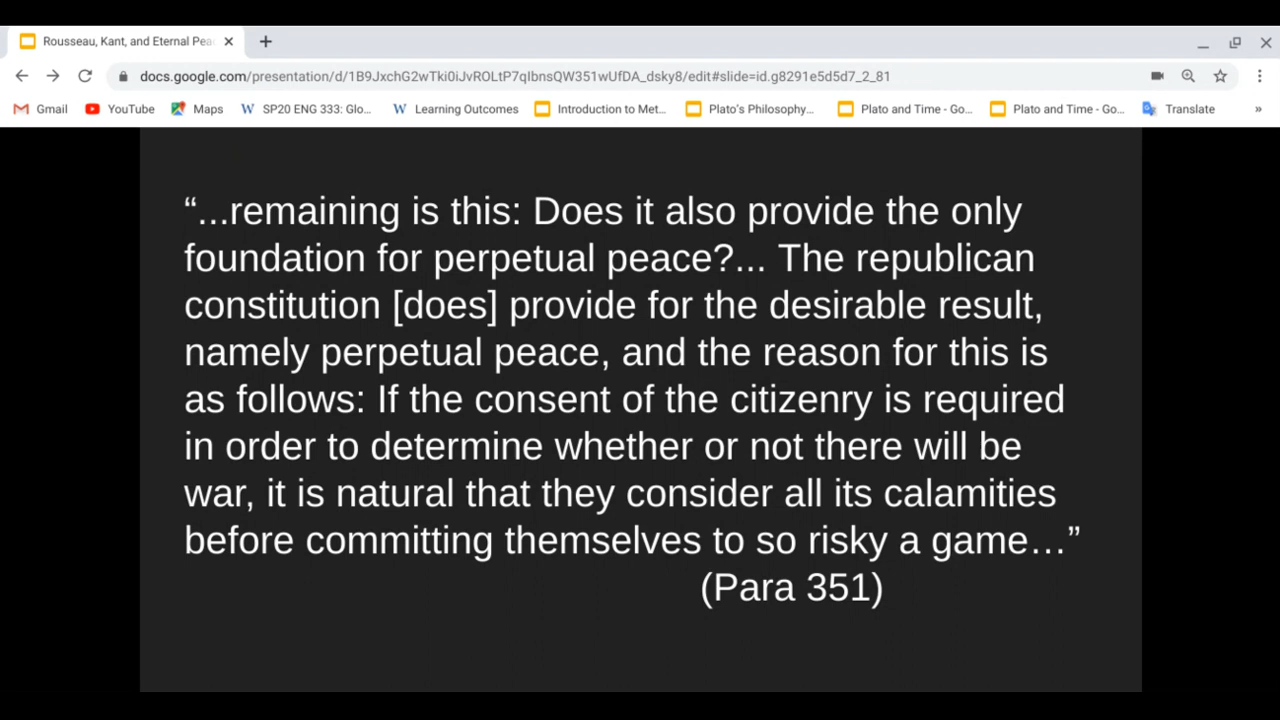 Rousseau, Kant, and Eternal Pea
docs.google.com/presentation/d/1B9JxchG2wTki0iJvROLtP7qIbnsQW351wUfDA_dsky8/edit#slide=id.g8291e5d5d7_2_81
Gmail YouTube Maps SP20 ENG 333: Glo... Learning Outcomes Introduction to Met... Plato's Philosophy... Plato and Time - Go... Plato and Time - Go... Translate »
“...remaining is this: Does it also provide the only
foundation for perpetual peace?... The republican
constitution [does] provide for the desirable result,
namely perpetual peace, and the reason for this is
as follows: If the consent of the citizenry is required
in order to determine whether or not there will be
war, it is natural that they consider all its calamities
before committing themselves to so risky a game…”
(Para 351)